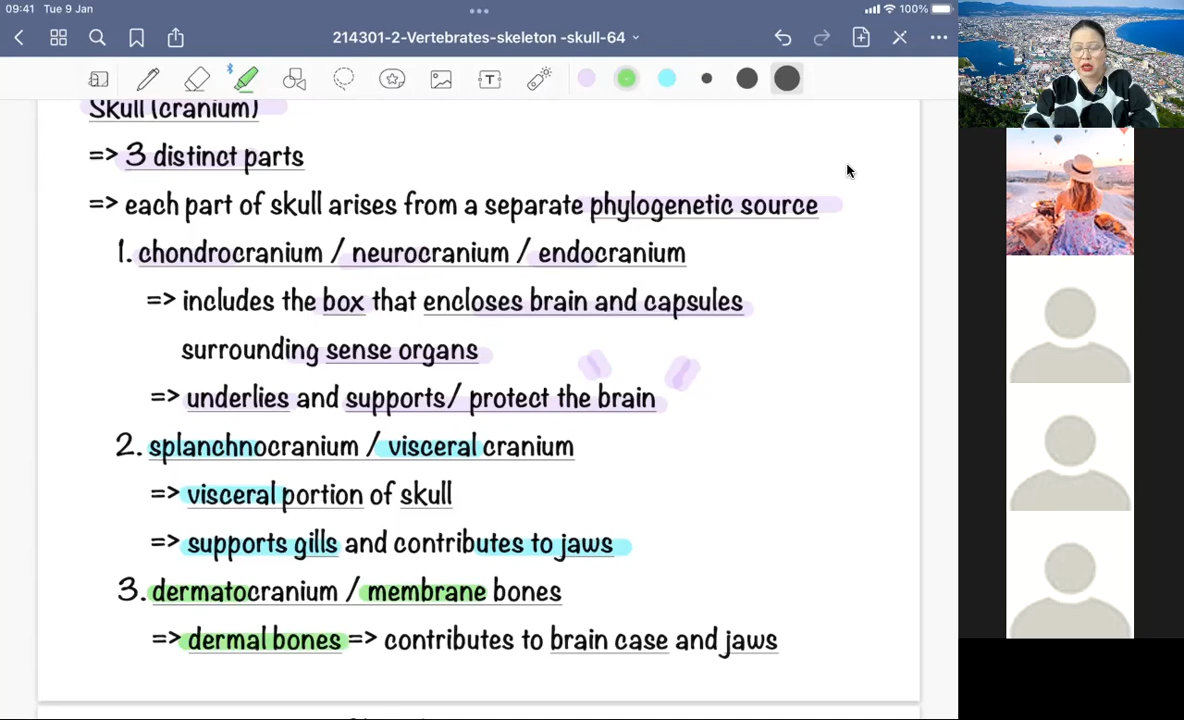 09:41 Tue 9 Jan
100%
214301-2-Vertebrates-skeleton -skull-64
Skull (cranium)
=> 3 distinct parts
=> each part of skull arises from a separate phylogenetic source
1. chondrocranium / neurocranium / endocranium
=> includes the box that encloses brain and capsules
surrounding sense organs
=> underlies and supports/ protect the brain
2. splanchnocranium / visceral cranium
=> visceral portion of skull
=> supports gills and contributes to jaws
3. dermatocranium / membrane bones
=> dermal bones => contributes to brain case and jaws